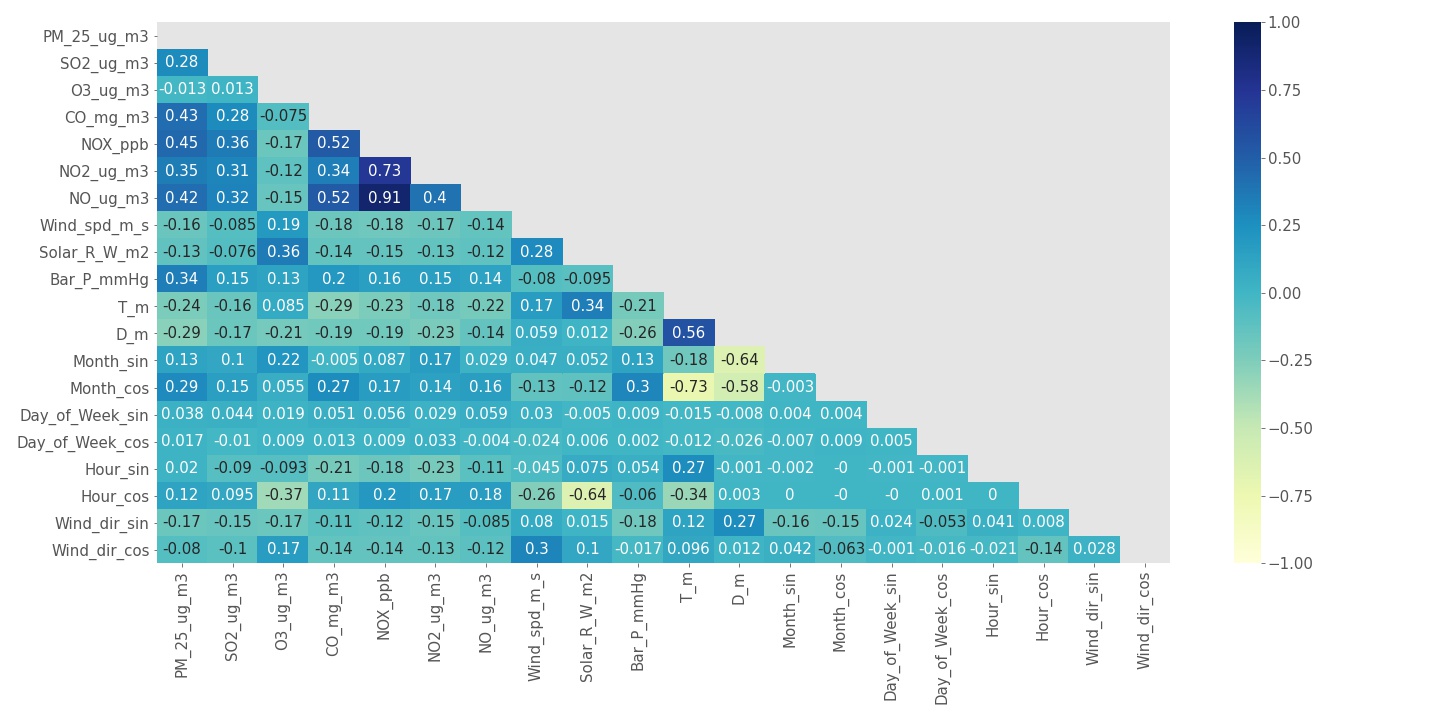 PM_25_ug_m3
SO2_ug_m3 0.28
O3_ug_m3 -0.013 0.013
CO_mg_m3 0.43 0.28 -0.075
NOX_ppb 0.45 0.36 -0.17 0.52
NO2_ug_m3 0.35 0.31 -0.12 0.34 0.73
NO_ug_m3 0.42 0.32 -0.15 0.52 0.91 0.4
Wind_spd_m_s -0.16 -0.085 0.19 -0.18 -0.18 -0.17 -0.14
Solar_R_W_m2 -0.13 -0.076 0.36 -0.14 -0.15 -0.13 -0.12 0.28
Bar_P_mmHg 0.34 0.15 0.13 0.2 0.16 0.15 0.14 -0.08 -0.095
T_m -0.24 -0.16 0.085 -0.29 -0.23 -0.18 -0.22 0.17 0.34 -0.21
D_m -0.29 -0.17 -0.21 -0.19 -0.19 -0.23 -0.14 0.059 0.012 -0.26 0.56
Month_sin 0.13 0.1 0.22 -0.005 0.087 0.17 0.029 0.047 0.052 0.13 -0.18 -0.64
Month_cos 0.29 0.15 0.055 0.27 0.17 0.14 0.16 -0.13 -0.12 0.3 -0.73 -0.58 -0.003
Day_of_Week_sin 0.038 0.044 0.019 0.051 0.056 0.029 0.059 0.03 -0.005 0.009 -0.015 -0.008 0.004 0.004
Day_of_Week_cos 0.017 -0.01 0.009 0.013 0.009 0.033 -0.004 -0.024 0.006 0.002 -0.012 -0.026 -0.007 0.009 0.005
Hour_sin 0.02 -0.09 -0.093 -0.21 -0.18 -0.23 -0.11 -0.045 0.075 0.054 0.27 -0.001 -0.002 -0 -0.001 -0.001
Hour_cos 0.12 0.095 -0.37 0.11 0.2 0.17 0.18 -0.26 -0.64 -0.06 -0.34 0.003 0 -0 -0 0.001 0
Wind_dir_sin -0.17 -0.15 -0.17 -0.11 -0.12 -0.15 -0.085 0.08 0.015 -0.18 0.12 0.27 -0.16 -0.15 0.024 -0.053 0.041 0.008
Wind_dir_cos -0.08 -0.1 0.17 -0.14 -0.14 -0.13 -0.12 0.3 0.1 -0.017 0.096 0.012 0.042 -0.063 -0.001 -0.016 -0.021 -0.14 0.028
PM_25_ug_m3
SO2_ug_m3
O3_ug_m3
CO_mg_m3
NOX_ppb
NO2_ug_m3
NO_ug_m3
Wind_spd_m_s
Solar_R_W_m2
Bar_P_mmHg
T_m
D_m
Month_sin
Month_cos
Day_of_Week_sin
Day_of_Week_cos
Hour_sin
Hour_cos
Wind_dir_sin
Wind_dir_cos
1.00
0.75
0.50
0.25
0.00
−0.25
−0.50
−0.75
−1.00